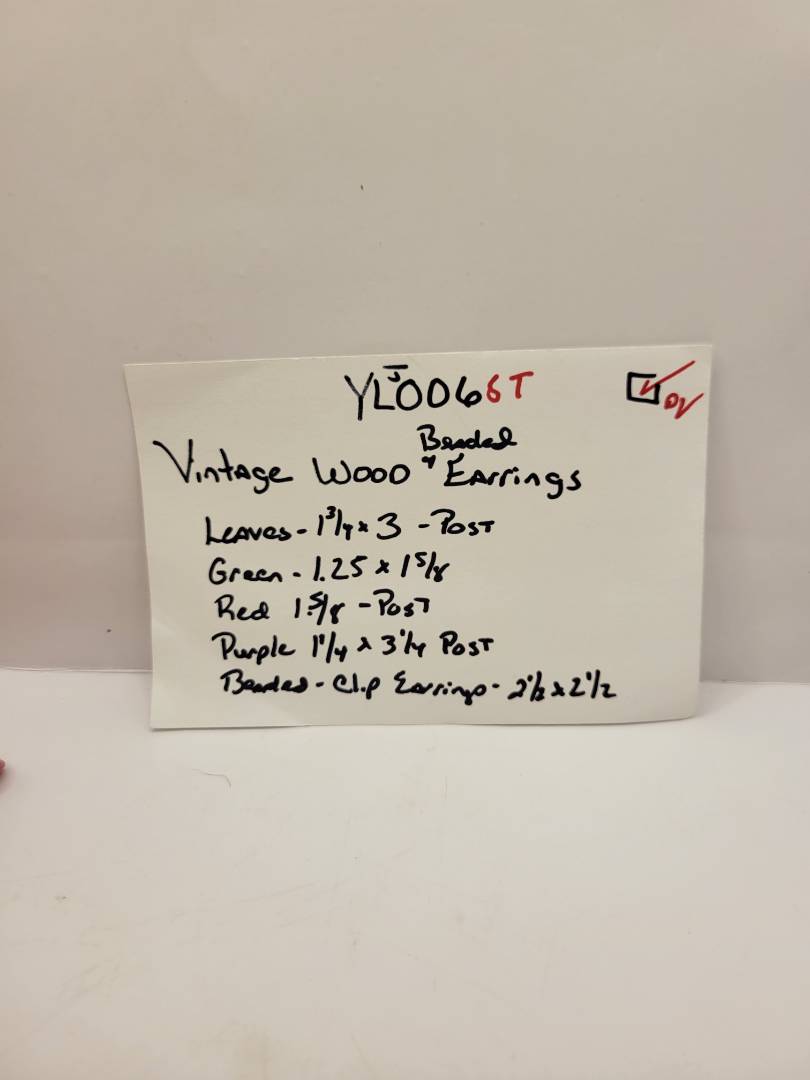 YLJ0066T
OV
Beaded
Vintage Wood & Earrings
Leaves - 1 3/4 x 3 - Post
Green - 1.25 x 1 5/8
Red 1 5/8 - Post
Purple 1 1/4 x 3 1/4 Post
Beaded - Clip Earrings - 2 1/2 x 2 1/2